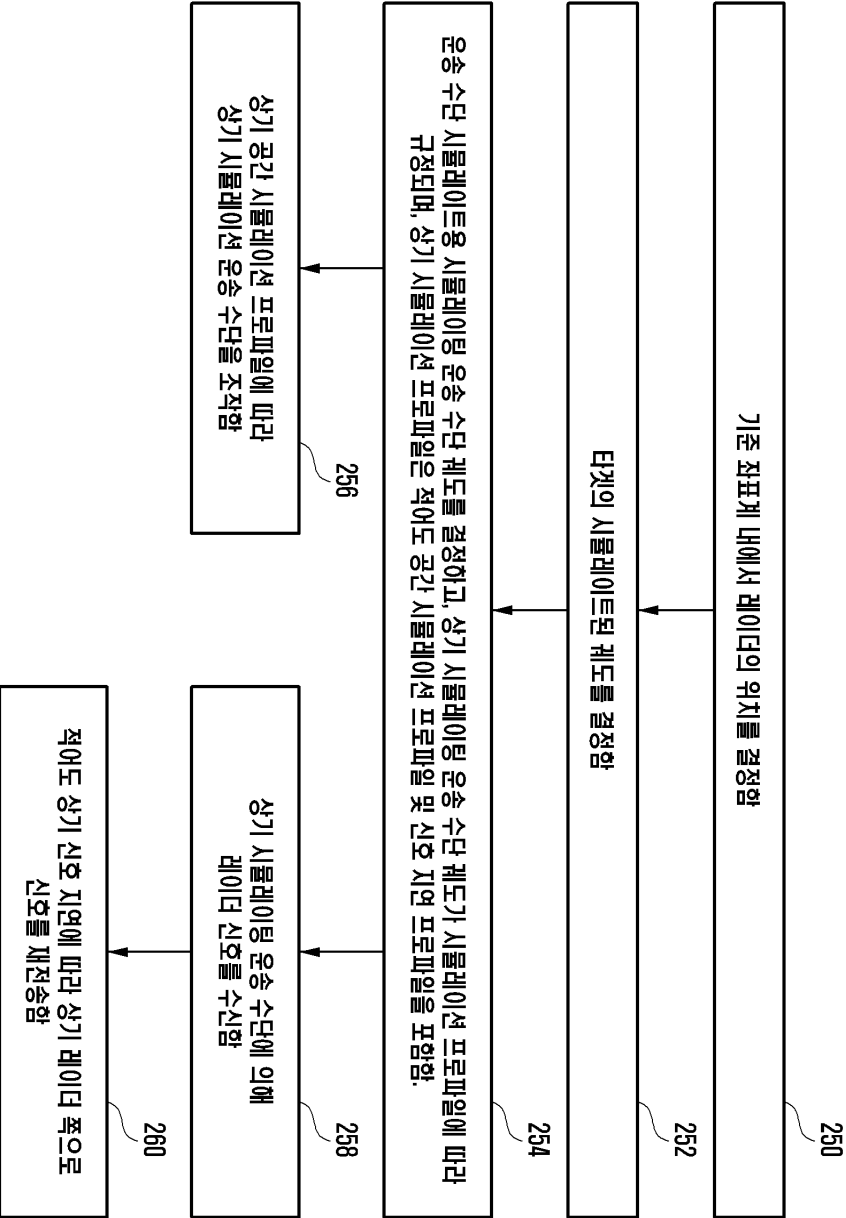 기준 좌표계 내에서 레이더의 위치를 결정함
250
타겟의 시뮬레이트된 궤도를 결정함
252
운송 수단 시뮬레이트용 시뮬레이팅 운송 수단 궤도를 결정하고, 상기 시뮬레이팅 운송 수단 궤도가 시뮬레이션 프로파일에 따라
규정되며, 상기 시뮬레이션 프로파일은 적어도 공간 시뮬레이션 프로파일 및 신호 지연 프로파일을 포함함.
254
상기 공간 시뮬레이션 프로파일에 따라
상기 시뮬레이션 운송 수단을 조작함
256
상기 시뮬레이팅 운송 수단에 의해
레이더 신호를 수신함
258
적어도 상기 신호 지연에 따라 상기 레이더 쪽으로
신호를 재전송함
260